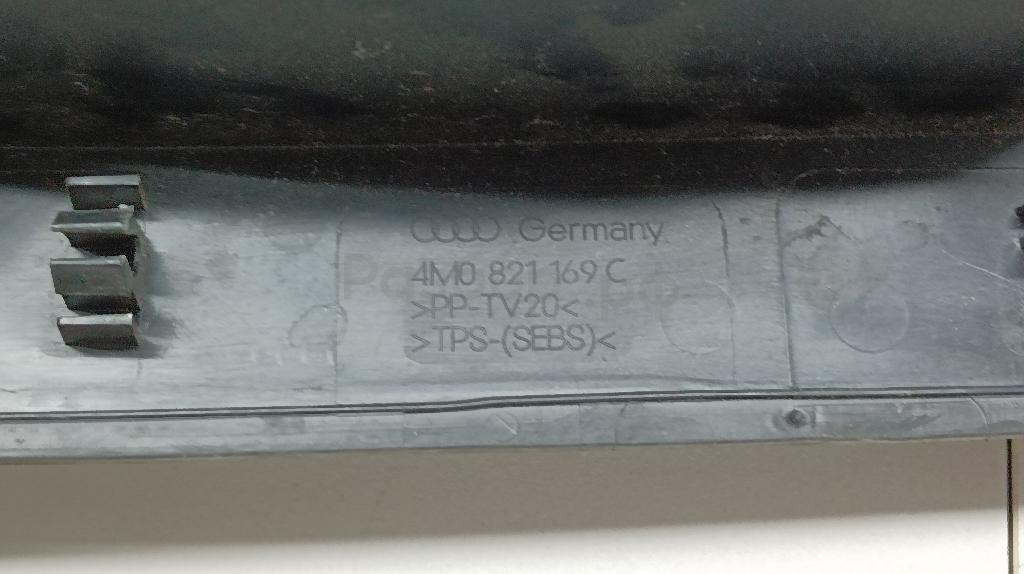 Germany
4M0 821 169 C
>PP-TV20<
>TPS-(SEBS)<